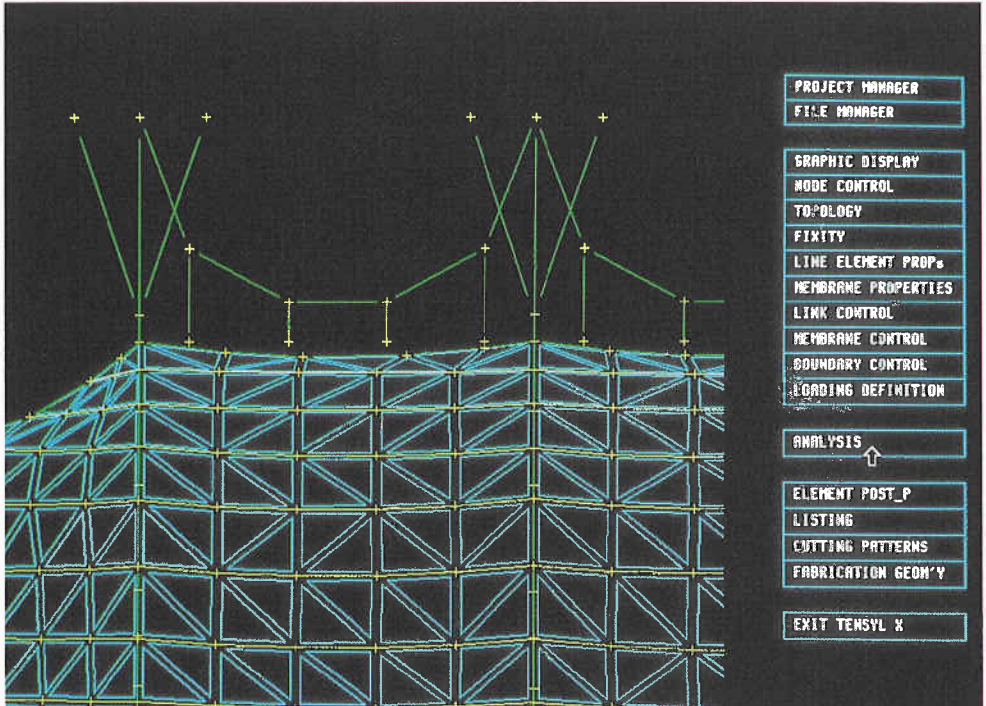 PROJECT MANAGER
FILE MANAGER
GRAPHIC DISPLAY
NODE CONTROL
TOPOLOGY
FIXITY
LINE ELEMENT PROPs
MEMBRANE PROPERTIES
LINK CONTROL
MEMBRANE CONTROL
BOUNDARY CONTROL
LOADING DEFINITION
ANALYSIS
ELEMENT POST_P
LISTING
CUTTING PATTERNS
FABRICATION GEOM'Y
EXIT TENSYL X